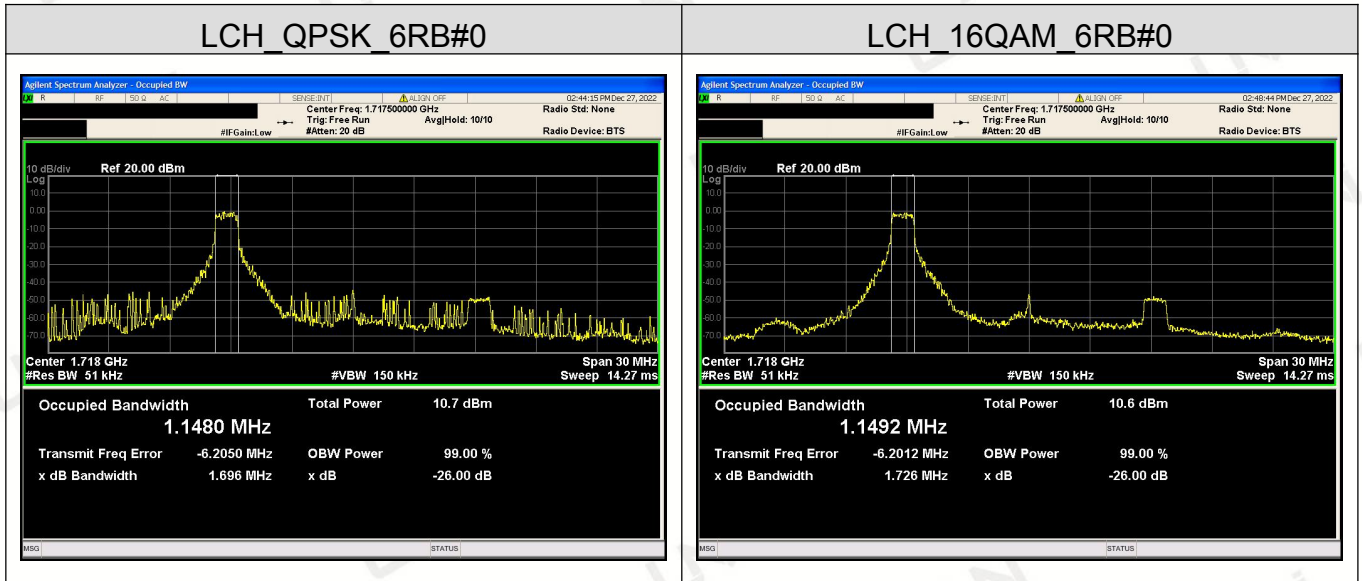 LCH_QPSK_6RB#0
LCH_16QAM_6RB#0
Agilent Spectrum Analyzer - Occupied BW
LXI R RF 50 Ω AC SENSE:INT ALIGN OFF 02:44:15 PM Dec 27, 2022
Center Freq: 1.717500000 GHz Radio Std: None
Trig: Free Run Avg|Hold: 10/10
#IFGain:Low #Atten: 20 dB Radio Device: BTS
10 dB/div Ref 20.00 dBm
Log
10.0
0.00
-10.0
-20.0
-30.0
-40.0
-50.0
-60.0
-70.0
Center 1.718 GHz Span 30 MHz
#Res BW 51 kHz #VBW 150 kHz Sweep 14.27 ms
Occupied Bandwidth Total Power 10.7 dBm
1.1480 MHz
Transmit Freq Error -6.2050 MHz OBW Power 99.00 %
x dB Bandwidth 1.696 MHz x dB -26.00 dB
MSG STATUS
Agilent Spectrum Analyzer - Occupied BW
LXI R RF 50 Ω AC SENSE:INT ALIGN OFF 02:48:44 PM Dec 27, 2022
Center Freq: 1.717500000 GHz Radio Std: None
Trig: Free Run Avg|Hold: 10/10
#IFGain:Low #Atten: 20 dB Radio Device: BTS
10 dB/div Ref 20.00 dBm
Log
10.0
0.00
-10.0
-20.0
-30.0
-40.0
-50.0
-60.0
-70.0
Center 1.718 GHz Span 30 MHz
#Res BW 51 kHz #VBW 150 kHz Sweep 14.27 ms
Occupied Bandwidth Total Power 10.6 dBm
1.1492 MHz
Transmit Freq Error -6.2012 MHz OBW Power 99.00 %
x dB Bandwidth 1.726 MHz x dB -26.00 dB
MSG STATUS